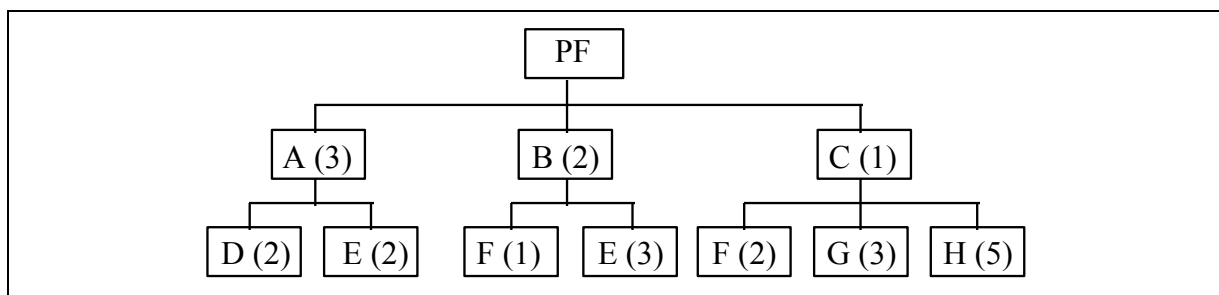 PF
A (3) B (2) C (1)
D (2) E (2) F (1) E (3) F (2) G (3) H (5)